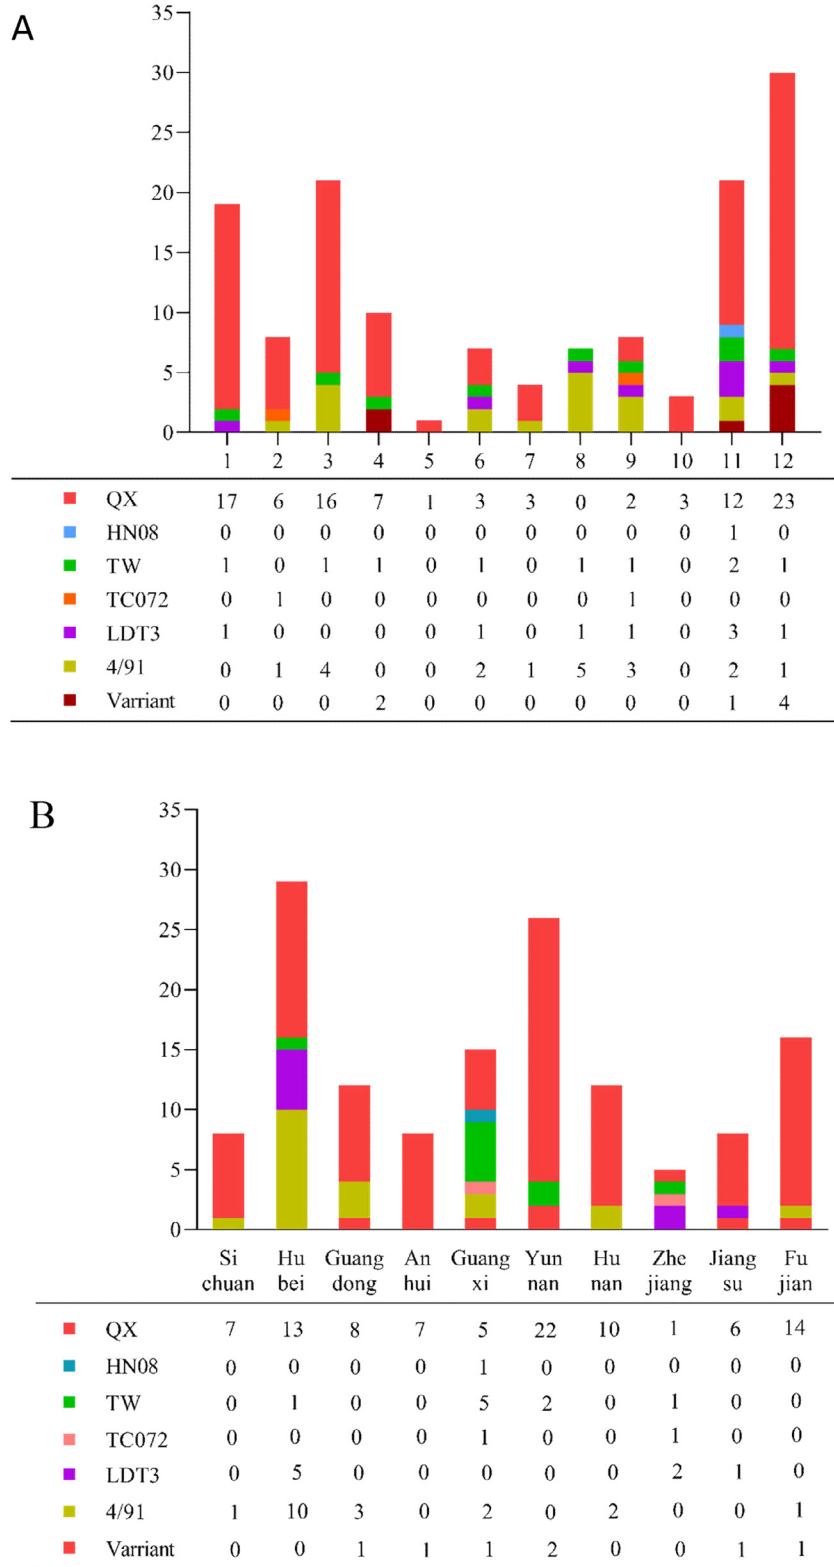 A
35
30
25
20
15
10
5
0
1 2 3 4 5 6 7 8 9 10 11 12
QX 17 6 16 7 1 3 3 0 2 3 12 23
HN08 0 0 0 0 0 0 0 0 0 0 1 0
TW 1 0 1 1 0 1 0 1 1 0 2 1
TC072 0 1 0 0 0 0 0 0 1 0 0 0
LDT3 1 0 0 0 0 1 0 1 1 0 3 1
4/91 0 1 4 0 0 2 1 5 3 0 2 1
Varriant 0 0 0 2 0 0 0 0 0 0 1 4
B
35
30
25
20
15
10
5
0
Si Hu Guang An Guang Yun Hu Zhe Jiang Fu
chuan bei dong hui xi nan nan jiang su jian
QX 7 13 8 7 5 22 10 1 6 14
HN08 0 0 0 0 1 0 0 0 0 0
TW 0 1 0 0 5 2 0 1 0 0
TC072 0 0 0 0 1 0 0 1 0 0
LDT3 0 5 0 0 0 0 0 2 1 0
4/91 1 10 3 0 2 0 2 0 0 1
Varriant 0 0 1 1 1 2 0 0 1 1